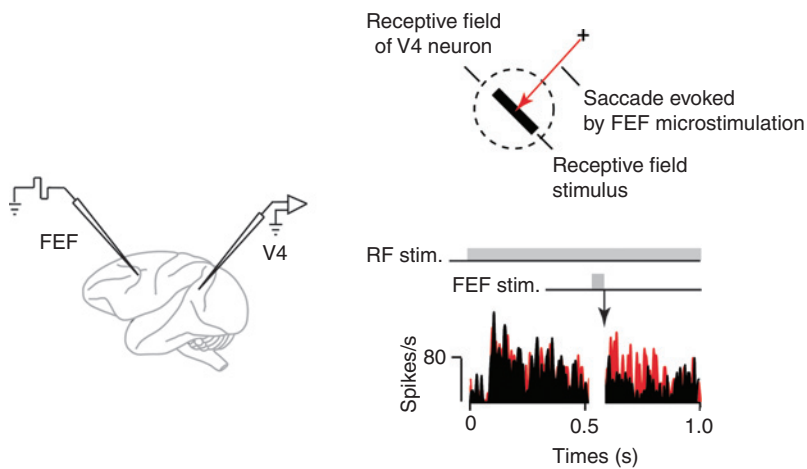 Receptive field
of V4 neuron
+
Saccade evoked
by FEF microstimulation
Receptive field
stimulus
FEF
V4
RF stim.
FEF stim.
Spikes/s
80
0
0.5
1.0
Times (s)